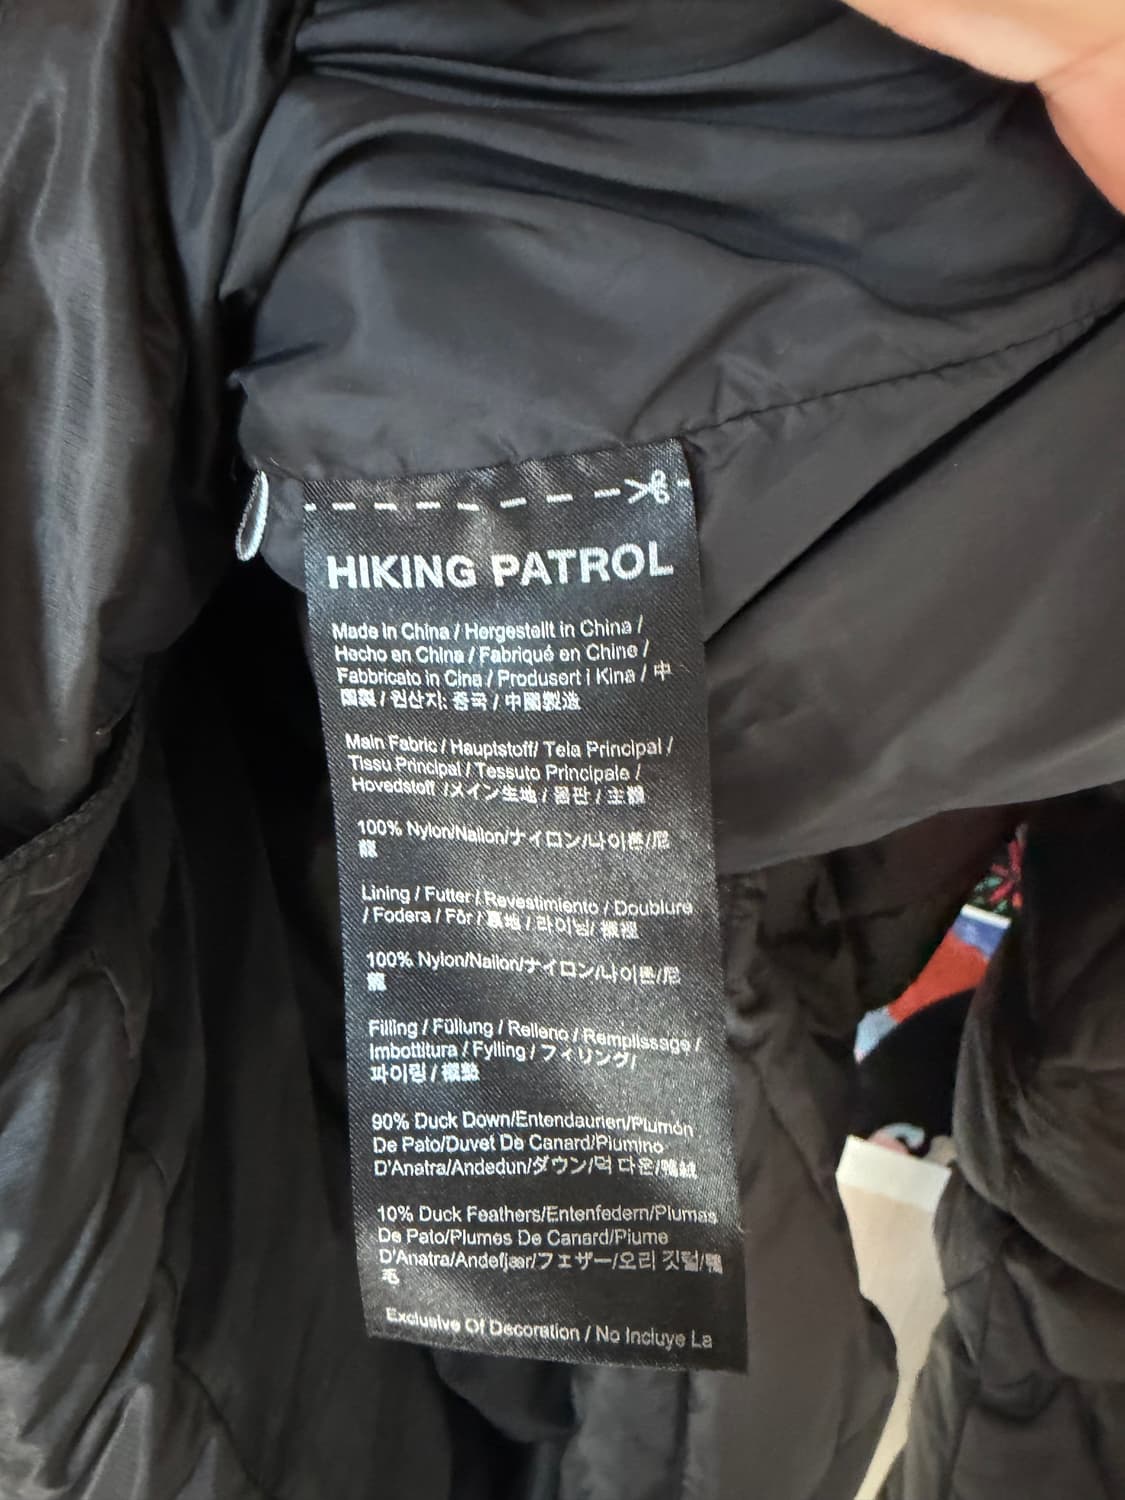 HIKING PATROL
Made in China / Hergestellt in China /
Hecho en China / Fabriqué en Chine /
Fabbricato in Cina / Produsert i Kina / 中
國製 / 원산지: 중국 / 中國製造
Main Fabric / Hauptstoff/ Tela Principal /
Tissu Principal / Tessuto Principale /
Hovedstoff /メイン生地 / 몸판 / 主體
100% Nylon/Nailon/ナイロン/나이론/尼
龍
Lining / Futter / Revestimiento / Doublure
/ Fodera / Fôr / 裏地 / 라이닝/ 襯裡
100% Nylon/Nailon/ナイロン/나이론/尼
龍
Filling / Füllung / Relleno / Remplissage /
Imbottitura / Fylling / フィリング/
파이링 / 襯墊
90% Duck Down/Entendaunen/Plumón
De Pato/Duvet De Canard/Piumino
D'Anatra/Andedun/ダウン/덕 다운/鴨絨
10% Duck Feathers/Entenfedern/Plumas
De Pato/Plumes De Canard/Piume
D'Anatra/Andefjær/フェザー/오리 깃털/鴨
毛
Exclusive Of Decoration / No Incluye La